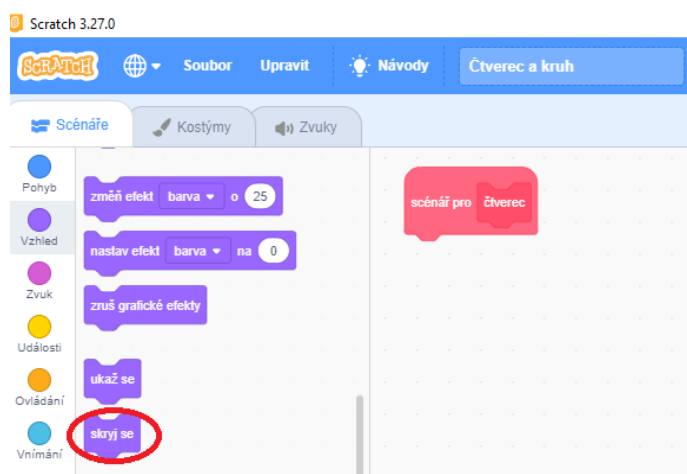 Scratch 3.27.0
SCRATCH Soubor Upravit Návody Čtverec a kruh
Scénáře Kostýmy Zvuky
Pohyb
Vzhled
Zvuk
Události
Ovládání
Vnímání
změň efekt barva o 25
nastav efekt barva na 0
zruš grafické efekty
ukaž se
skryj se
scénář pro čtverec